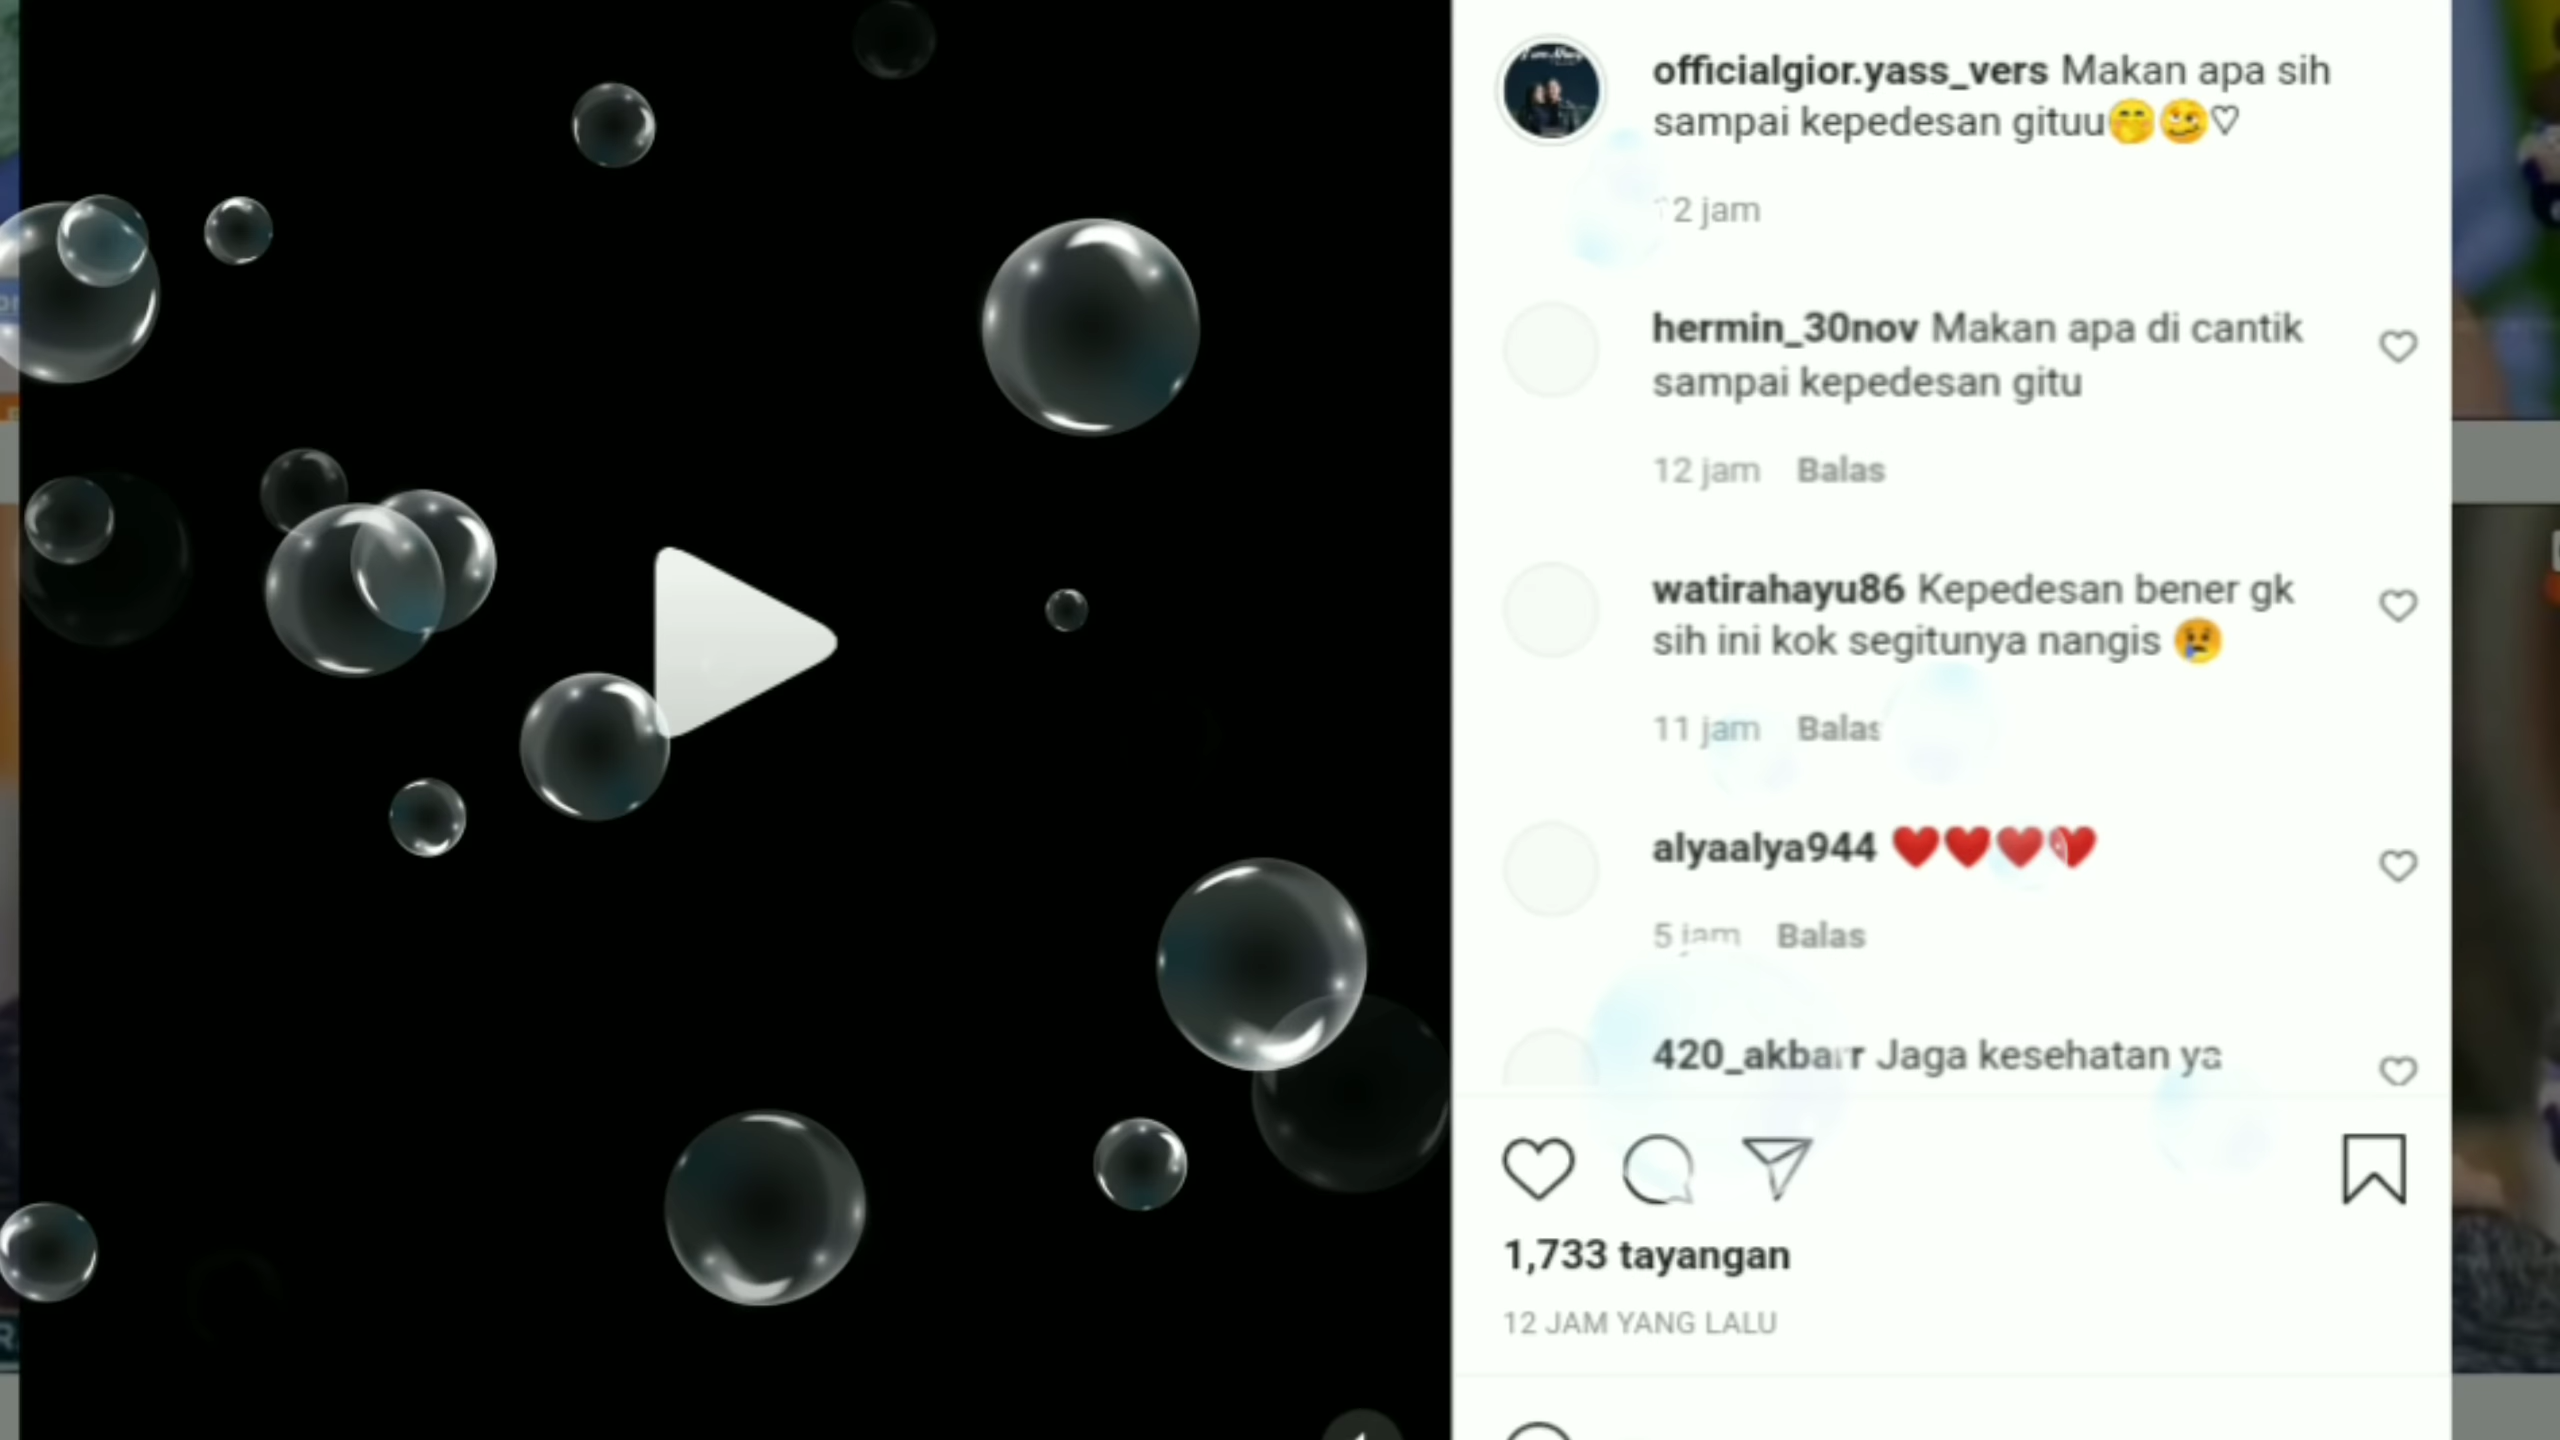 officialgior.yass_vers Makan apa sih
sampai kepedesan gituu🤭🥴♡
12 jam
hermin_30nov Makan apa di cantik
sampai kepedesan gitu
12 jam Balas
watirahayu86 Kepedesan bener gk
sih ini kok segitunya nangis 😢
11 jam Balas
alyaalya944 ❤️❤️❤️❤️
5 jam Balas
420_akbarr Jaga kesehatan ya
1,733 tayangan
12 JAM YANG LALU